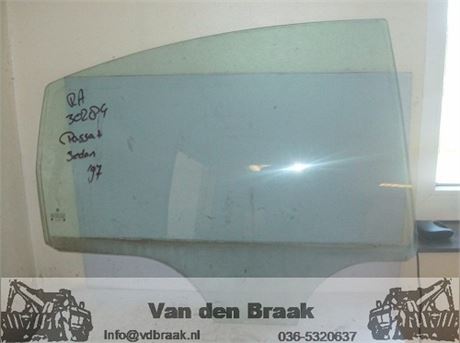 RA
30284
Passat
Sedan
'97
Van den Braak
Info@vdbraak.nl
036-5320637